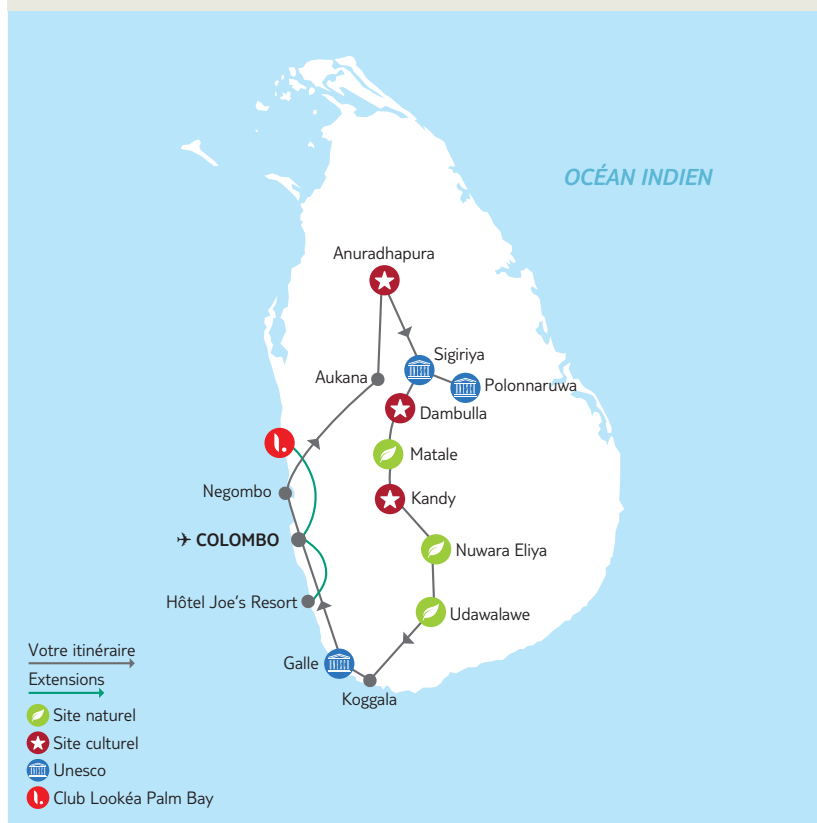 OCÉAN INDIEN
Anuradhapura
Sigiriya
Aukana
Polonnaruwa
Dambulla
Matale
Negombo
Kandy
COLOMBO
Nuwara Eliya
Hôtel Joe's Resort
Udawalawe
Galle
Koggala
Votre itinéraire
Extensions
Site naturel
Site culturel
Unesco
Club Lookéa Palm Bay